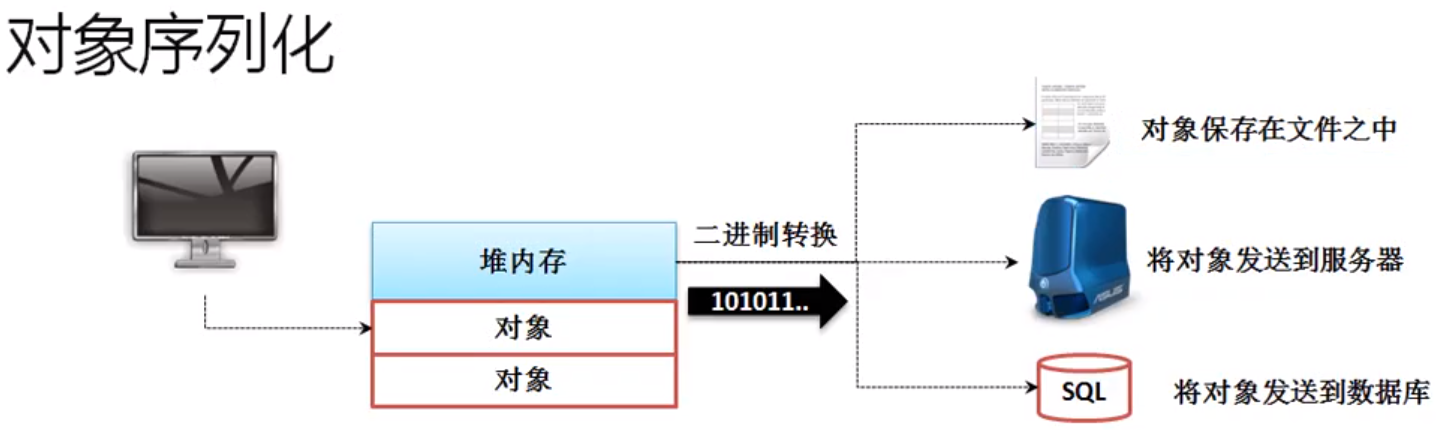 对象序列化
对象保存在文件之中
二进制转换
堆内存
将对象发送到服务器
101011..
ASUS
对象
对象
SQL
将对象发送到数据库